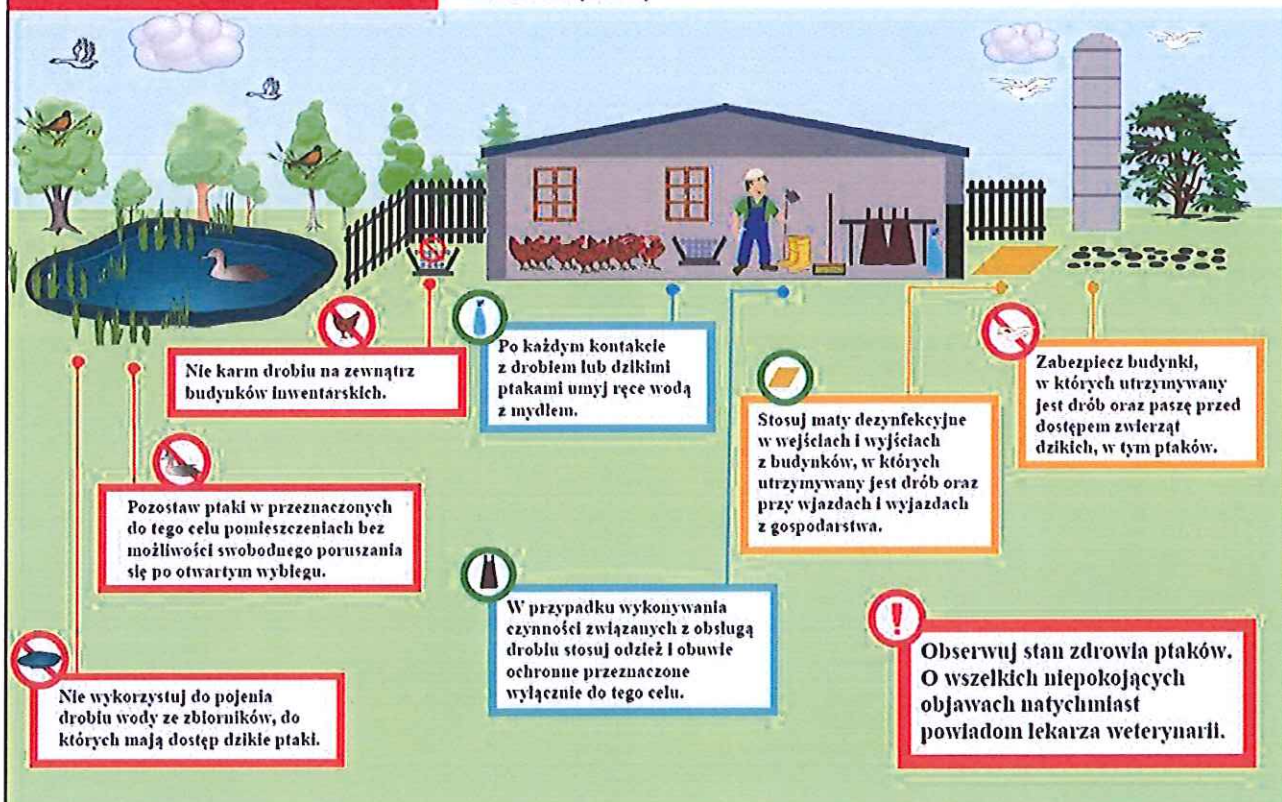 Nie karm drobiu na zewnątrz
budynków inwentarskich.
Po każdym kontakcie
z drobiem lub dzikimi
ptakami umyj ręce wodą
z mydłem.
Zabezpiecz budynki,
w których utrzymywany
jest drób oraz paszę przed
dostępem zwierząt
dzikich, w tym ptaków.
Stosuj maty dezynfekcyjne
w wejściach i wyjściach
z budynków, w których
utrzymywany jest drób oraz
przy wjazdach i wyjazdach
z gospodarstwa.
Pozostaw ptaki w przeznaczonych
do tego celu pomieszczeniach bez
możliwości swobodnego poruszania
się po otwartym wybiegu.
W przypadku wykonywania
czynności związanych z obsługą
drobiu stosuj odzież i obuwie
ochronne przeznaczone
wyłącznie do tego celu.
Nie wykorzystuj do pojenia
drobiu wody ze zbiorników, do
których mają dostęp dzikie ptaki.
Obserwuj stan zdrowia ptaków.
O wszelkich niepokojących
objawach natychmiast
powiadom lekarza weterynarii.